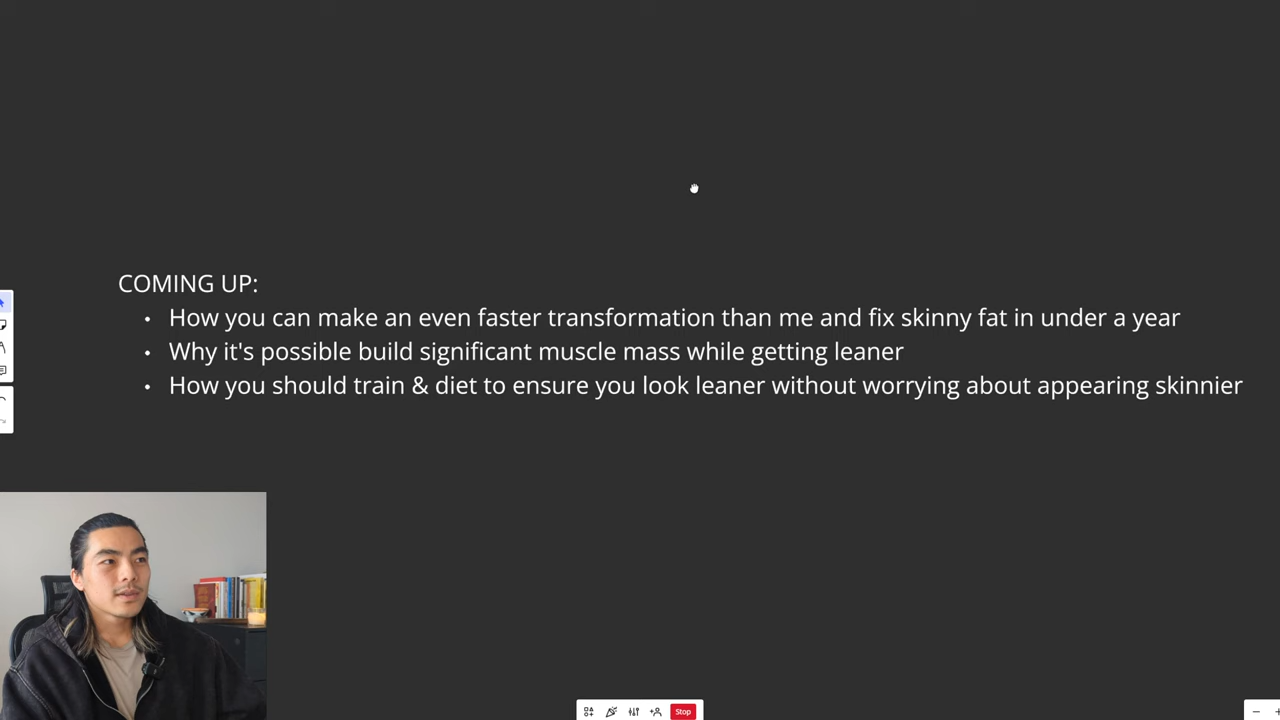 COMING UP:
• How you can make an even faster transformation than me and fix skinny fat in under a year
• Why it's possible build significant muscle mass while getting leaner
• How you should train & diet to ensure you look leaner without worrying about appearing skinnier
Stop